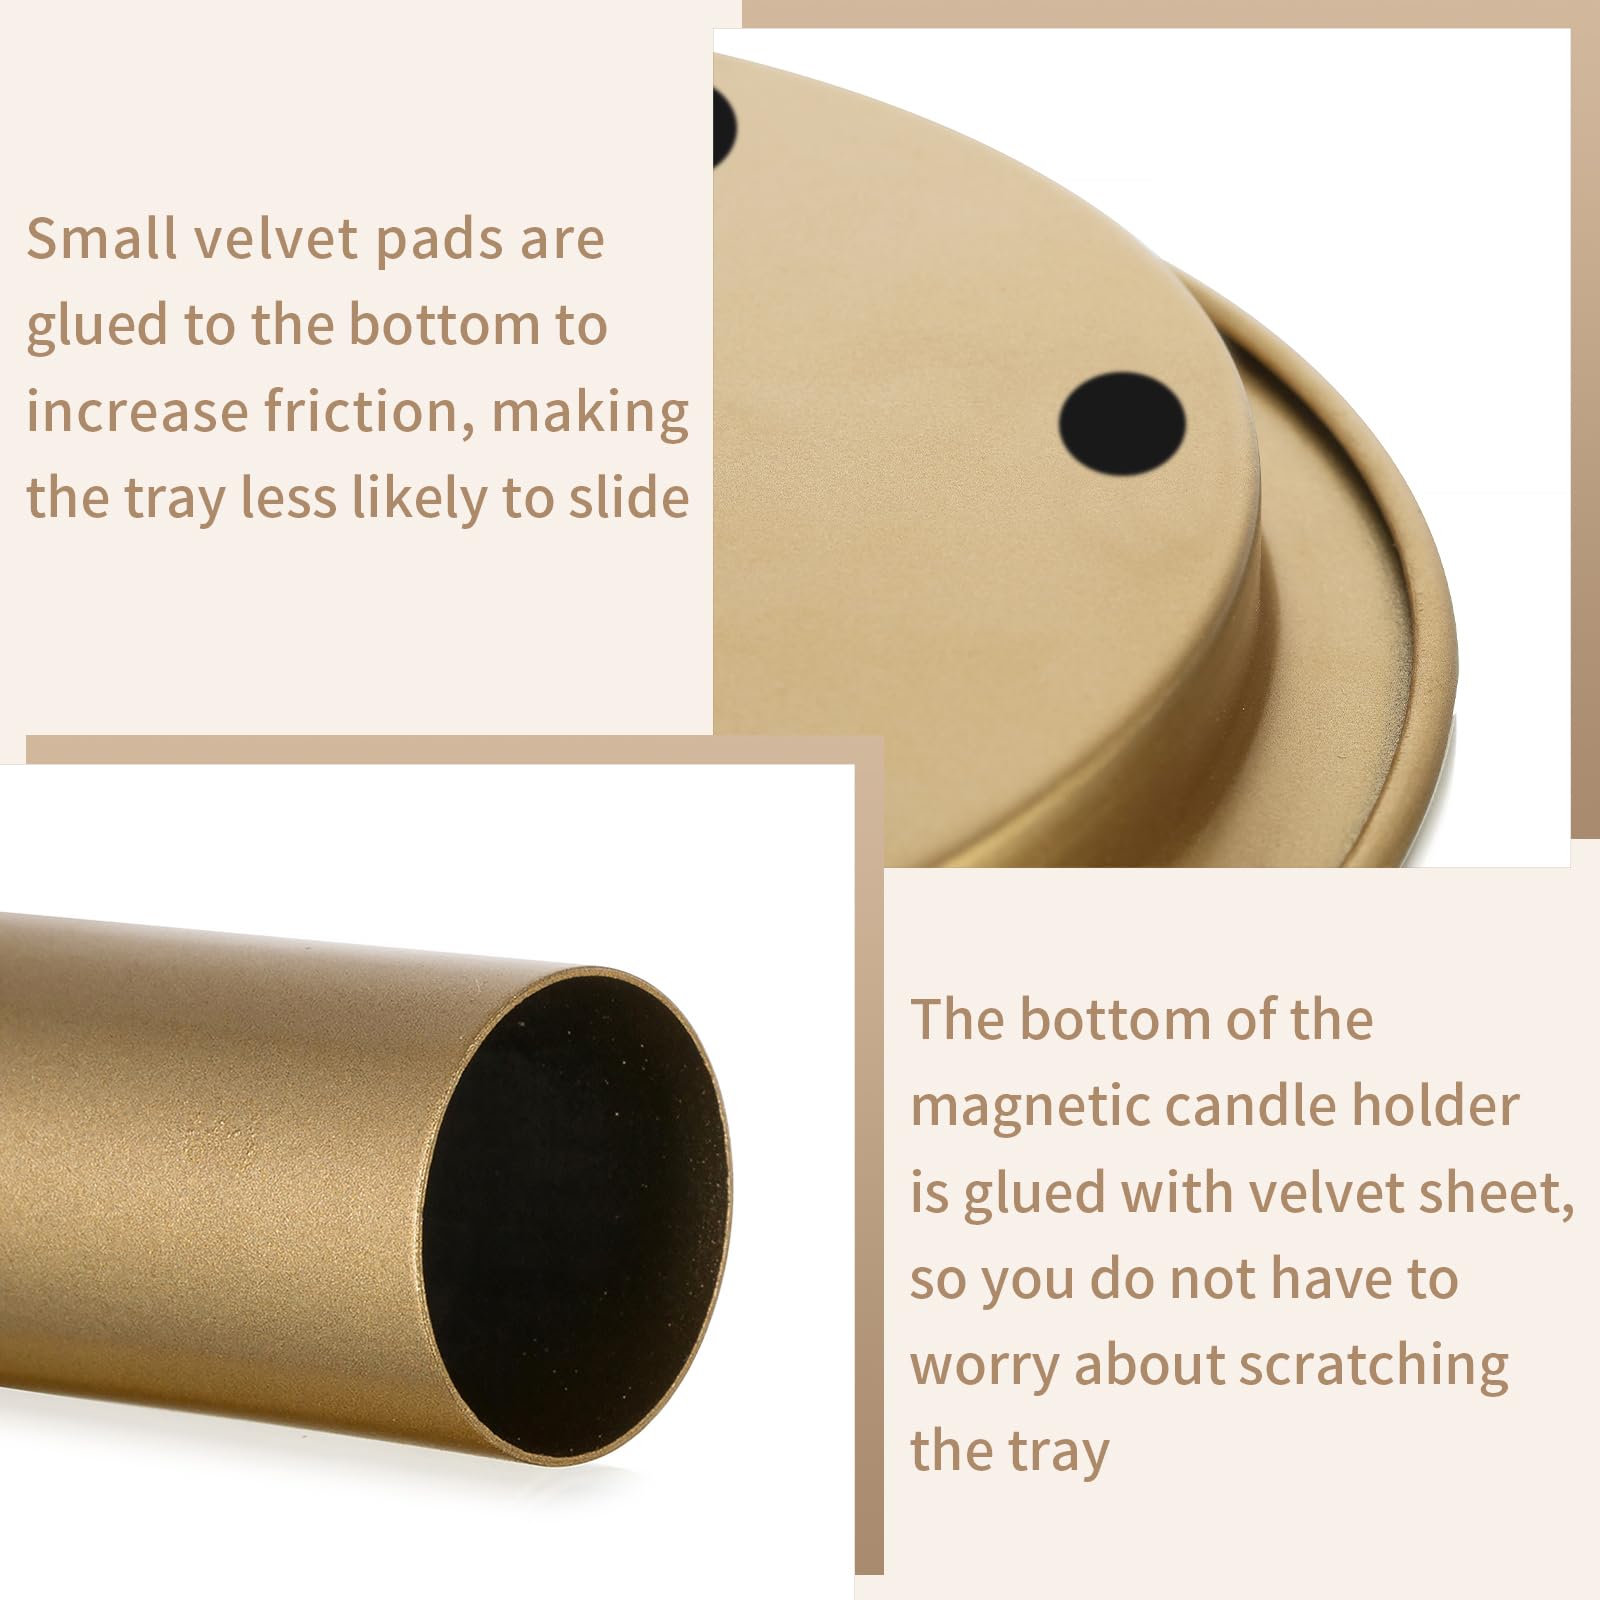 Small velvet pads are
glued to the bottom to
increase friction, making
the tray less likely to slide
The bottom of the
magnetic candle holder
is glued with velvet sheet,
so you do not have to
worry about scratching
the tray